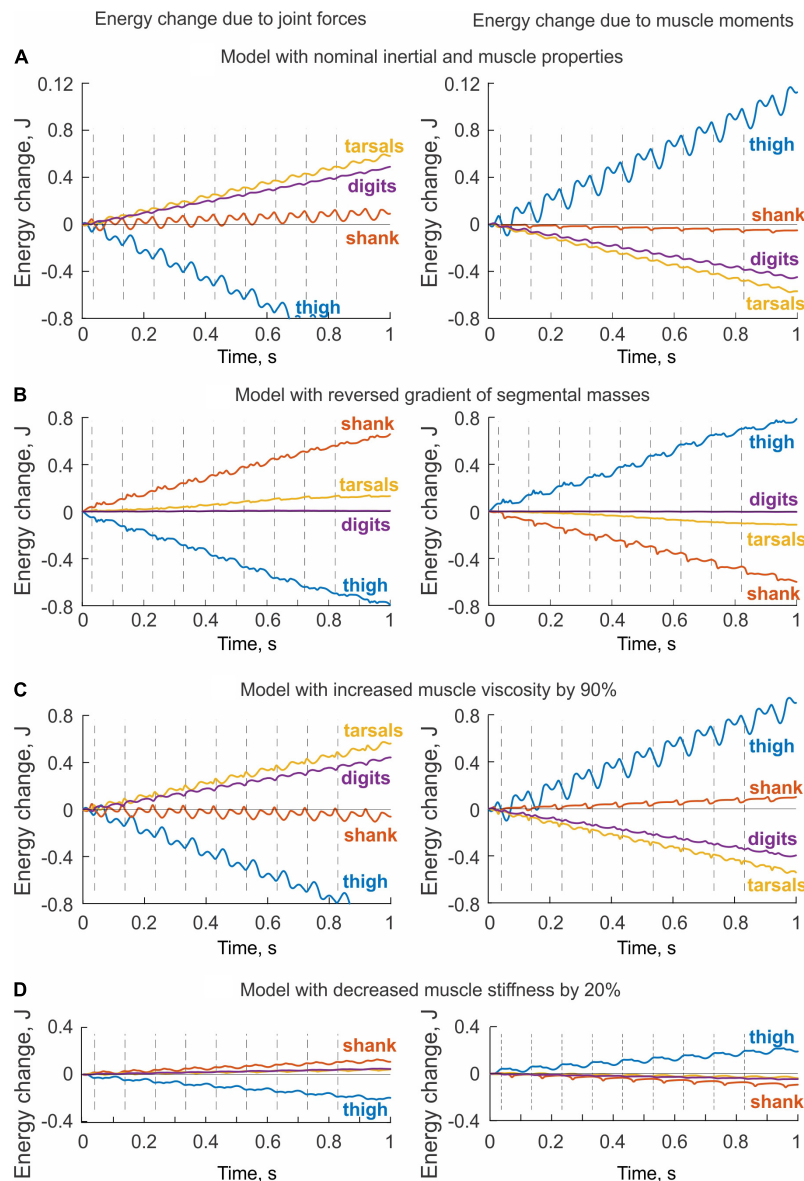 Energy change due to joint forces
Energy change due to muscle moments
A
Model with nominal inertial and muscle properties
Energy change, J
0.12
0.8
0.4
0
-0.4
-0.8
tarsals
digits
shank
thigh
0 0.2 0.4 0.6 0.8 1
Time, s
Energy change, J
0.12
0.8
0.4
0
-0.4
-0.8
thigh
shank
digits
tarsals
0 0.2 0.4 0.6 0.8 1
Time, s
B
Model with reversed gradient of segmental masses
Energy change, J
0.8
0.4
0
-0.4
-0.8
shank
tarsals
digits
thigh
0 0.2 0.4 0.6 0.8 1
Time, s
Energy change, J
0.8
0.4
0
-0.4
-0.8
thigh
digits
tarsals
shank
0 0.2 0.4 0.6 0.8 1
Time, s
C
Model with increased muscle viscosity by 90%
Energy change, J
0.8
0.4
0
-0.4
-0.8
tarsals
digits
shank
thigh
0 0.2 0.4 0.6 0.8 1
Time, s
Energy change, J
0.8
0.4
0
-0.4
-0.8
thigh
shank
digits
tarsals
0 0.2 0.4 0.6 0.8 1
Time, s
D
Model with decreased muscle stiffness by 20%
Energy change, J
0.4
0
-0.4
shank
thigh
0 0.2 0.4 0.6 0.8 1
Time, s
Energy change, J
0.4
0
-0.4
thigh
shank
0 0.2 0.4 0.6 0.8 1
Time, s